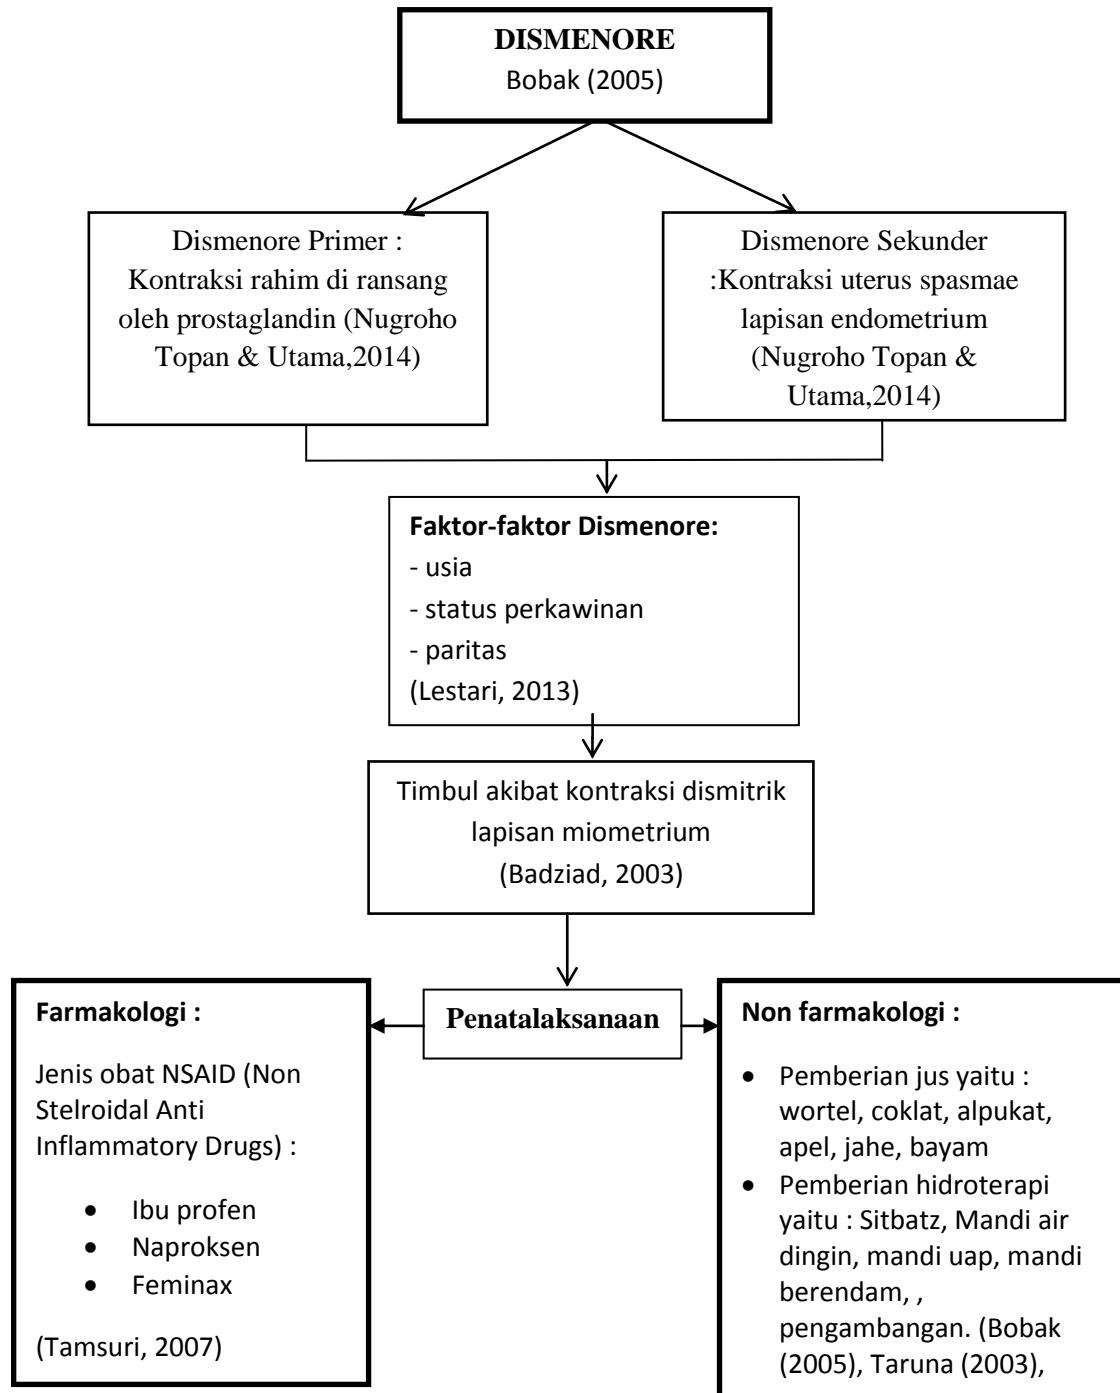 DISMENORE
Bobak (2005)
Dismenore Primer :
Kontraksi rahim di ransang
oleh prostaglandin (Nugroho
Topan & Utama,2014)
Dismenore Sekunder
:Kontraksi uterus spasmae
lapisan endometrium
(Nugroho Topan &
Utama,2014)
Faktor-faktor Dismenore:
- usia
- status perkawinan
- paritas
(Lestari, 2013)
Timbul akibat kontraksi dismitrik
lapisan miometrium
(Badziad, 2003)
Penatalaksanaan
Farmakologi :
Jenis obat NSAID (Non
Stelroidal Anti
Inflammatory Drugs) :
• Ibu profen
• Naproksen
• Feminax
(Tamsuri, 2007)
Non farmakologi :
• Pemberian jus yaitu :
wortel, coklat, alpukat,
apel, jahe, bayam
• Pemberian hidroterapi
yaitu : Sitbatz, Mandi air
dingin, mandi uap, mandi
berendam, ,
pengambangan. (Bobak
(2005), Taruna (2003),